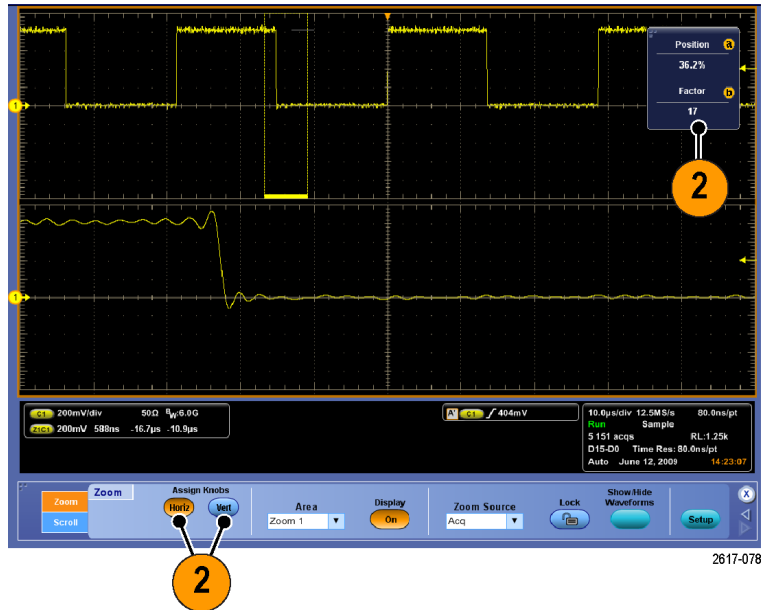 Position a
36.2%
Factor b
17
2
1
1
C1 200mV/div 50Ω BW:6.0G
Z1C1 200mV 588ns -16.7µs -10.9µs
A' C1 404mV
10.0µs/div 12.5MS/s 80.0ns/pt
Run Sample
5 151 acqs RL:1.25k
D15-D0 Time Res: 80.0ns/pt
Auto June 12, 2009 14:23:07
Zoom
Scroll
Zoom
Assign Knobs
Horiz Vert
Area
Zoom 1
Display
On
Zoom Source
Acq
Lock
Show/Hide
Waveforms
Setup
X
2
2617-078